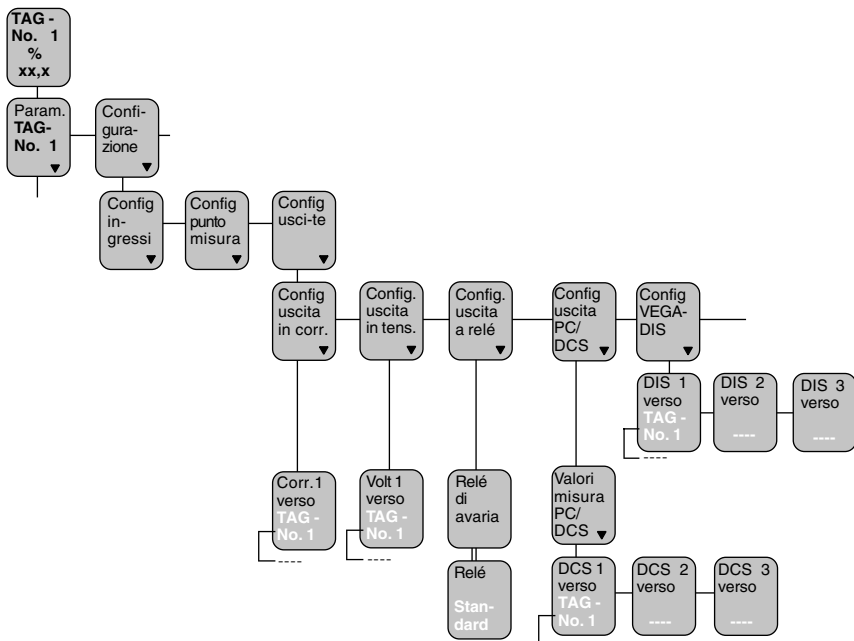 TAG -
No. 1
%
xx,x
Param.
TAG-
No. 1
Confi-
gura-
zione
Config
in-
gressi
Config
punto
misura
Config
usci-te
Config
uscita
in corr.
Config.
uscita
in tens.
Config.
uscita
a relé
Config
uscita
PC/
DCS
Config
VEGA-
DIS
DIS 1
verso
TAG -
No. 1
----
DIS 2
verso
----
DIS 3
verso
----
Corr.1
verso
TAG -
No. 1
----
Volt 1
verso
TAG -
No. 1
----
Relé
di
avaria
Relé
Stan-
dard
Valori
misura
PC/
DCS
DCS 1
verso
TAG -
No. 1
DCS 2
verso
----
DCS 3
verso
----